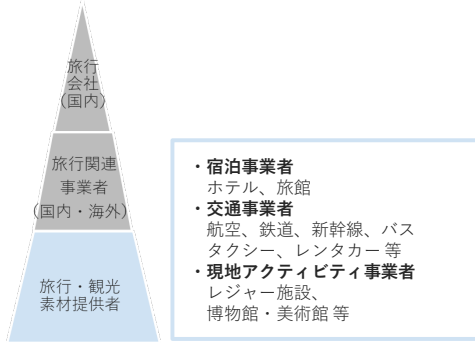 旅行
会社
（国内）
旅行関連
事業者
（国内・海外）
旅行・観光
素材提供者
・宿泊事業者
ホテル、旅館
・交通事業者
航空、鉄道、新幹線、バス
タクシー、レンタカー 等
・現地アクティビティ事業者
レジャー施設、
博物館・美術館 等